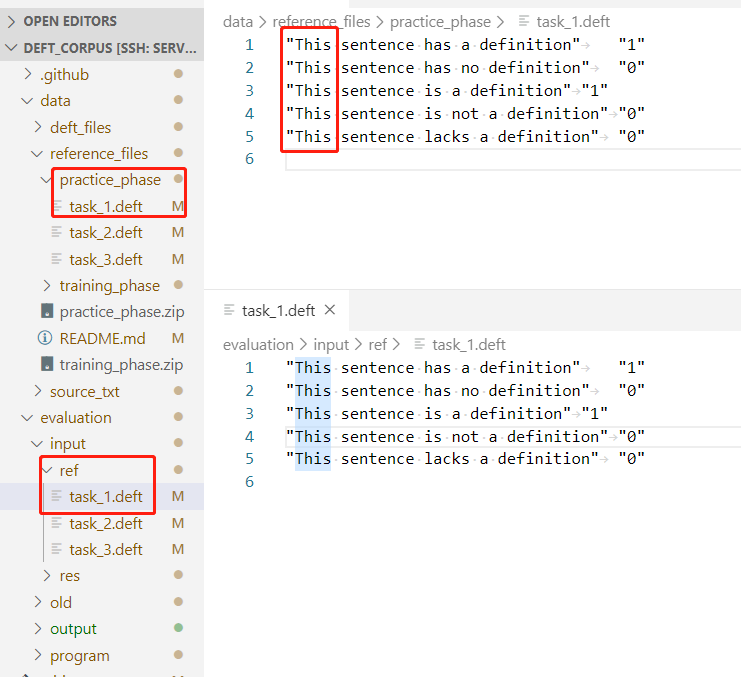 OPEN EDITORS
DEFT_CORPUS [SSH: SERV...
.github
data
deft_files
reference_files
practice_phase
task_1.deft M
task_2.deft M
task_3.deft M
training_phase
practice_phase.zip
README.md M
training_phase.zip
source_txt
evaluation
input
ref
task_1.deft M
task_2.deft M
task_3.deft M
res
old
output
program
data > reference_files > practice_phase > task_1.deft
1 "This sentence has a definition" "1"
2 "This sentence has no definition" "0"
3 "This sentence is a definition" "1"
4 "This sentence is not a definition" "0"
5 "This sentence lacks a definition" "0"
6
task_1.deft
evaluation > input > ref > task_1.deft
1 "This sentence has a definition" "1"
2 "This sentence has no definition" "0"
3 "This sentence is a definition" "1"
4 "This sentence is not a definition" "0"
5 "This sentence lacks a definition" "0"
6